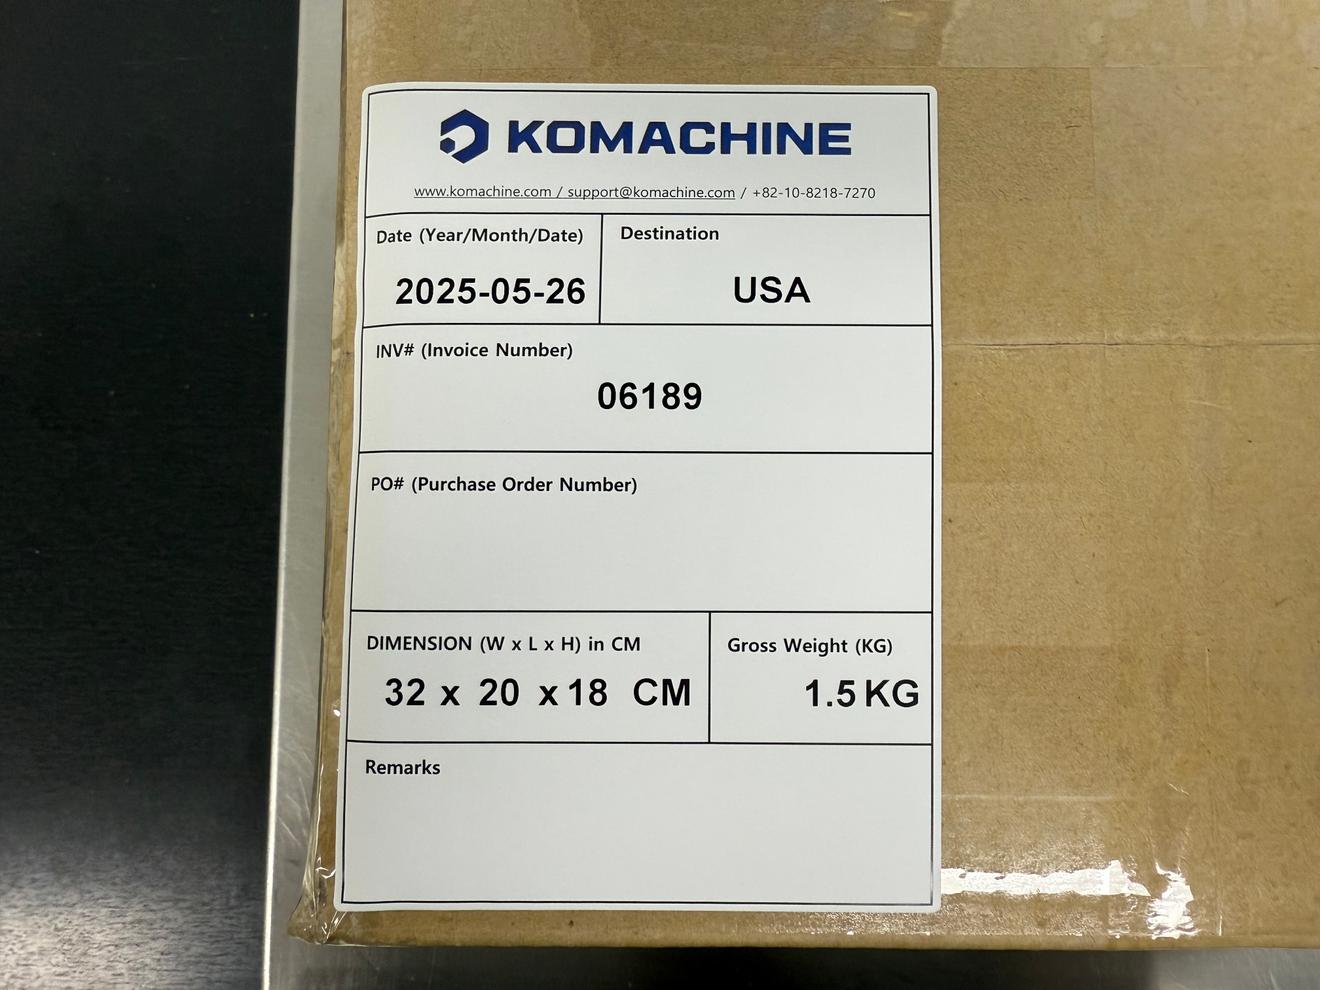 KOMACHINE
www.komachine.com / support@komachine.com / +82-10-8218-7270
Date (Year/Month/Date)
2025-05-26
Destination
USA
INV# (Invoice Number)
06189
PO# (Purchase Order Number)
DIMENSION (W x L x H) in CM
32 x 20 x 18 CM
Gross Weight (KG)
1.5 KG
Remarks